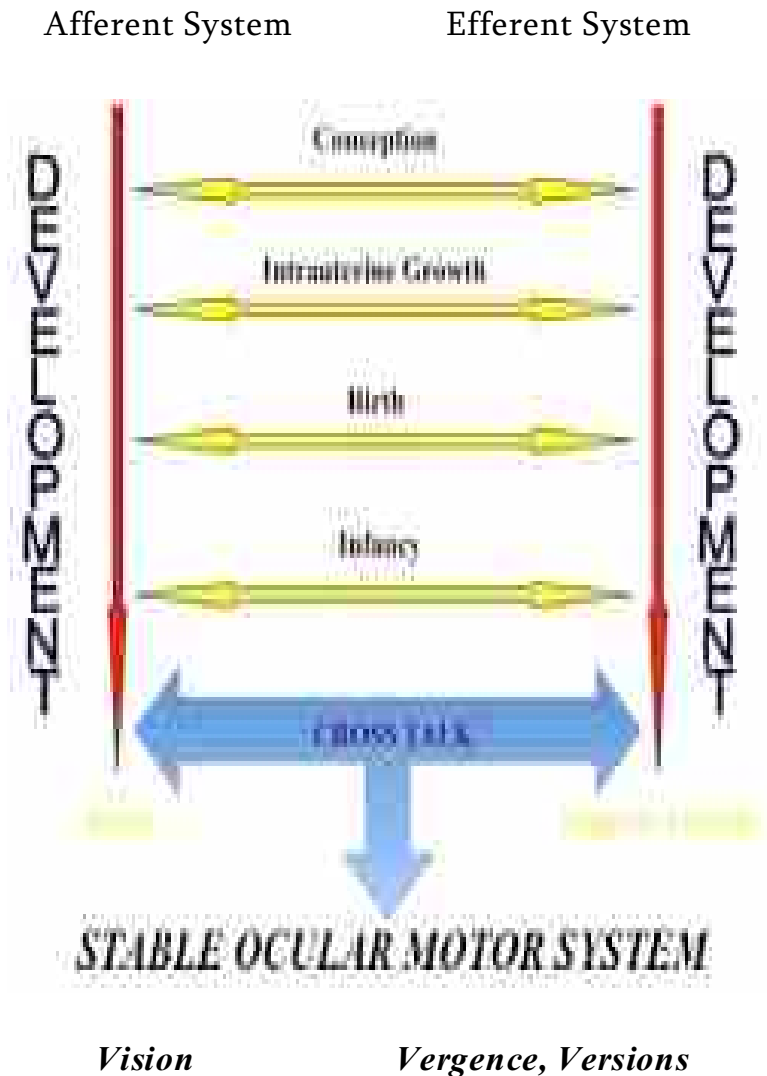 Afferent System Efferent System
Conception
DEVELOPMENT
DEVELOPMENT
Intrauterine Growth
Birth
Infancy
CROSS TALK
STABLE OCULAR MOTOR SYSTEM
Vision Vergence, Versions